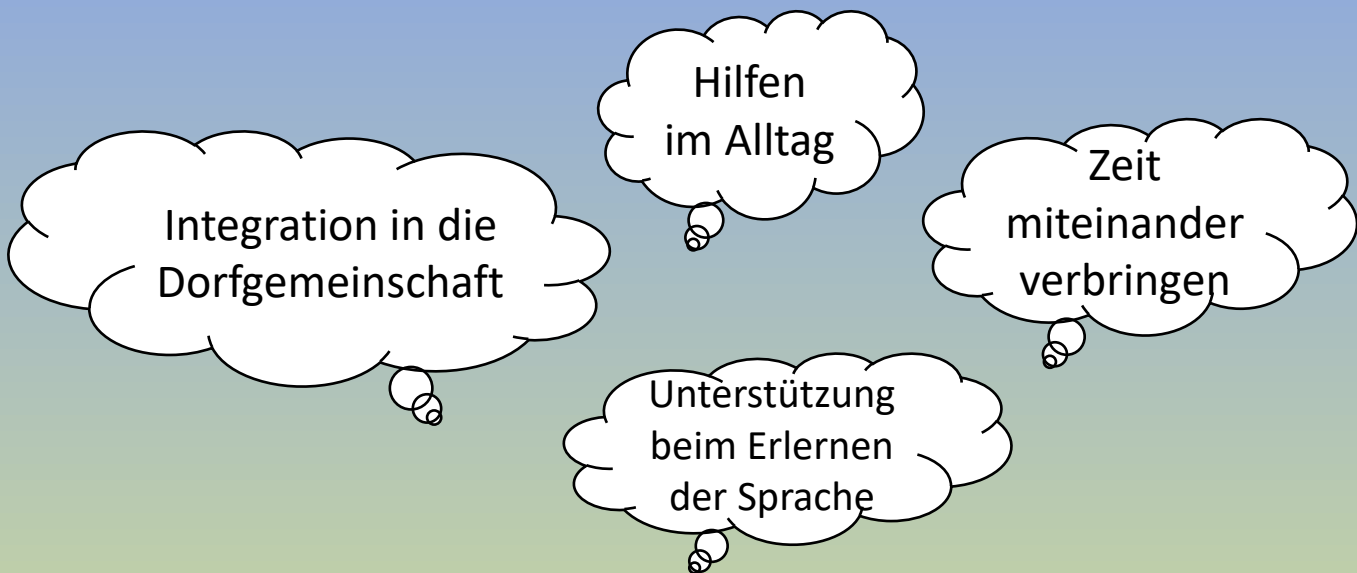 Hilfen
im Alltag
Zeit
miteinander
verbringen
Integration in die
Dorfgemeinschaft
Unterstützung
beim Erlernen
der Sprache